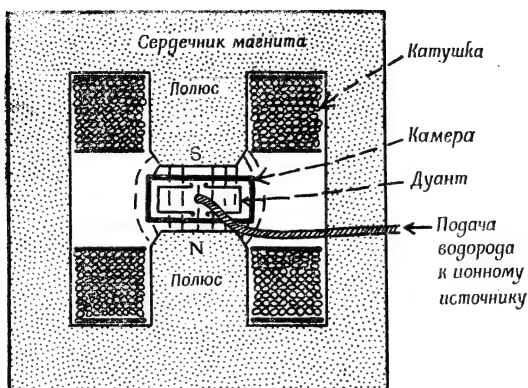 Сердечник магнита
Катушка
Полюс
S
Камера
Дуант
N
Подача
водорода
к ионному
источнику
Полюс